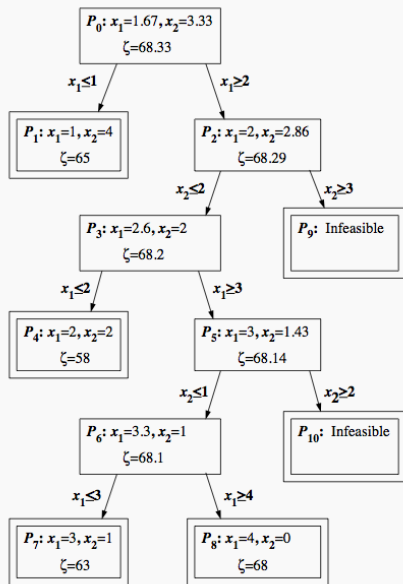 P0: x1=1.67, x2=3.33
ζ=68.33
x1≤1
x1≥2
P1: x1=1, x2=4
ζ=65
P2: x1=2, x2=2.86
ζ=68.29
x2≤2
x2≥3
P3: x1=2.6, x2=2
ζ=68.2
P9: Infeasible
x1≤2
x1≥3
P4: x1=2, x2=2
ζ=58
P5: x1=3, x2=1.43
ζ=68.14
x2≤1
x2≥2
P6: x1=3.3, x2=1
ζ=68.1
P10: Infeasible
x1≤3
x1≥4
P7: x1=3, x2=1
ζ=63
P8: x1=4, x2=0
ζ=68